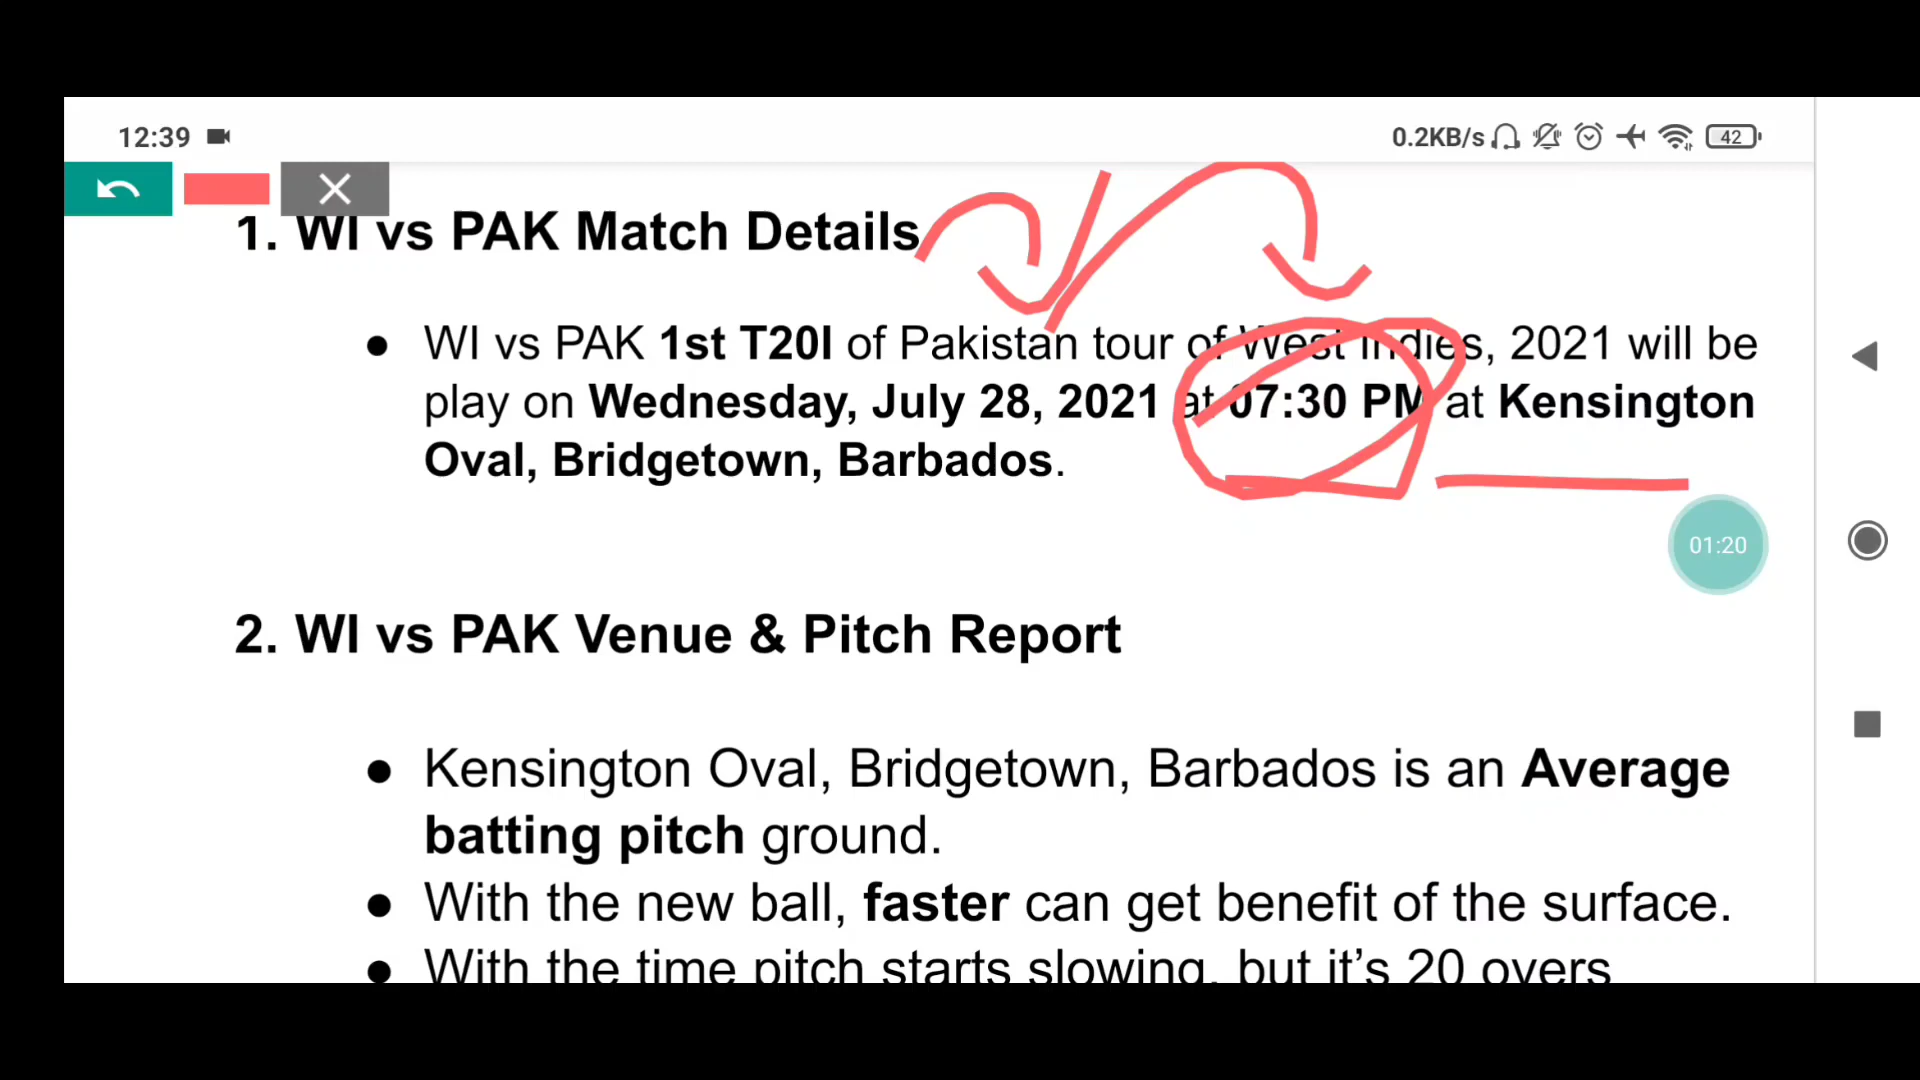 12:39 0.2KB/s 42
1. WI vs PAK Match Details
● WI vs PAK 1st T20I of Pakistan tour of West Indies, 2021 will be
play on Wednesday, July 28, 2021 at 07:30 PM at Kensington
Oval, Bridgetown, Barbados.
01:20
2. WI vs PAK Venue & Pitch Report
● Kensington Oval, Bridgetown, Barbados is an Average
batting pitch ground.
● With the new ball, faster can get benefit of the surface.
● With the time pitch starts slowing, but it's 20 overs